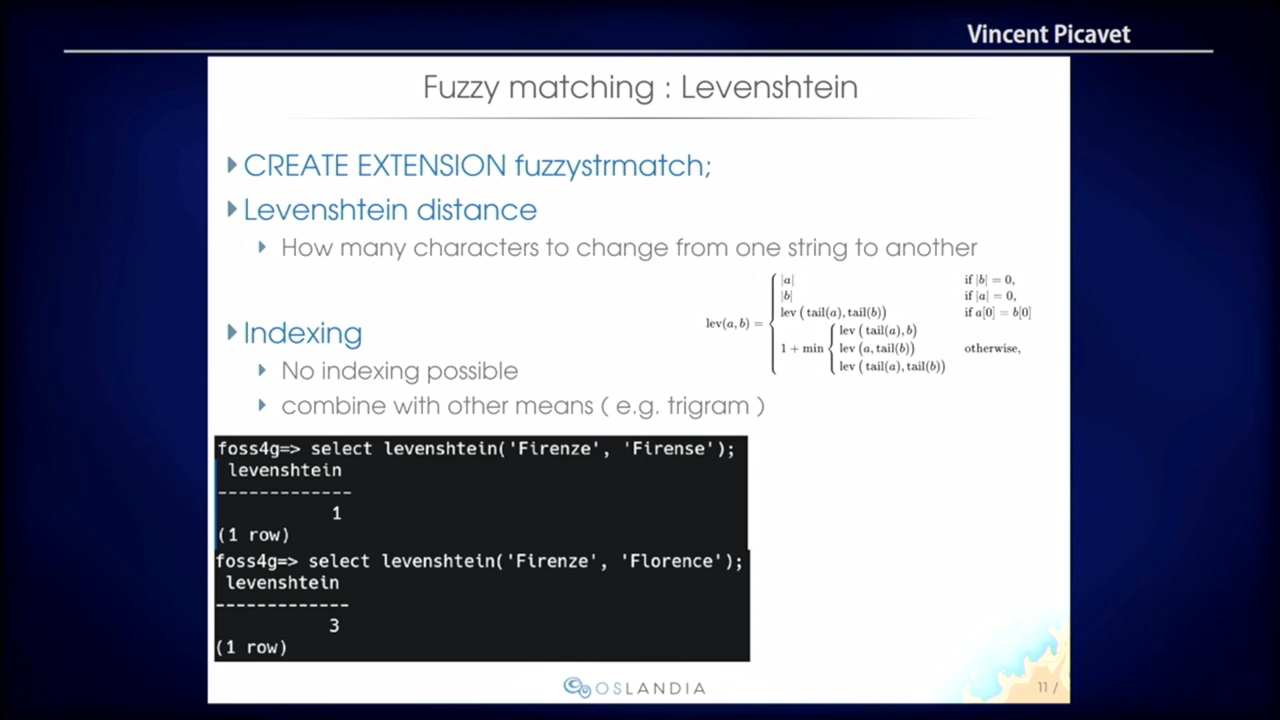 Vincent Picavet
Fuzzy matching : Levenshtein
CREATE EXTENSION fuzzystrmatch;
Levenshtein distance
How many characters to change from one string to another
|a| if |b| = 0,
|b| if |a| = 0,
lev(a, b) = lev ( tail(a), tail(b)) if a[0] = b[0]
1 + min lev ( tail(a), b)
lev (a, tail(b)) otherwise,
lev ( tail(a), tail(b))
Indexing
No indexing possible
combine with other means ( e.g. trigram )
foss4g=> select levenshtein('Firenze', 'Firense');
levenshtein
-------------
1
(1 row)
foss4g=> select levenshtein('Firenze', 'Florence');
levenshtein
-------------
3
(1 row)
OSLANDIA
11 /